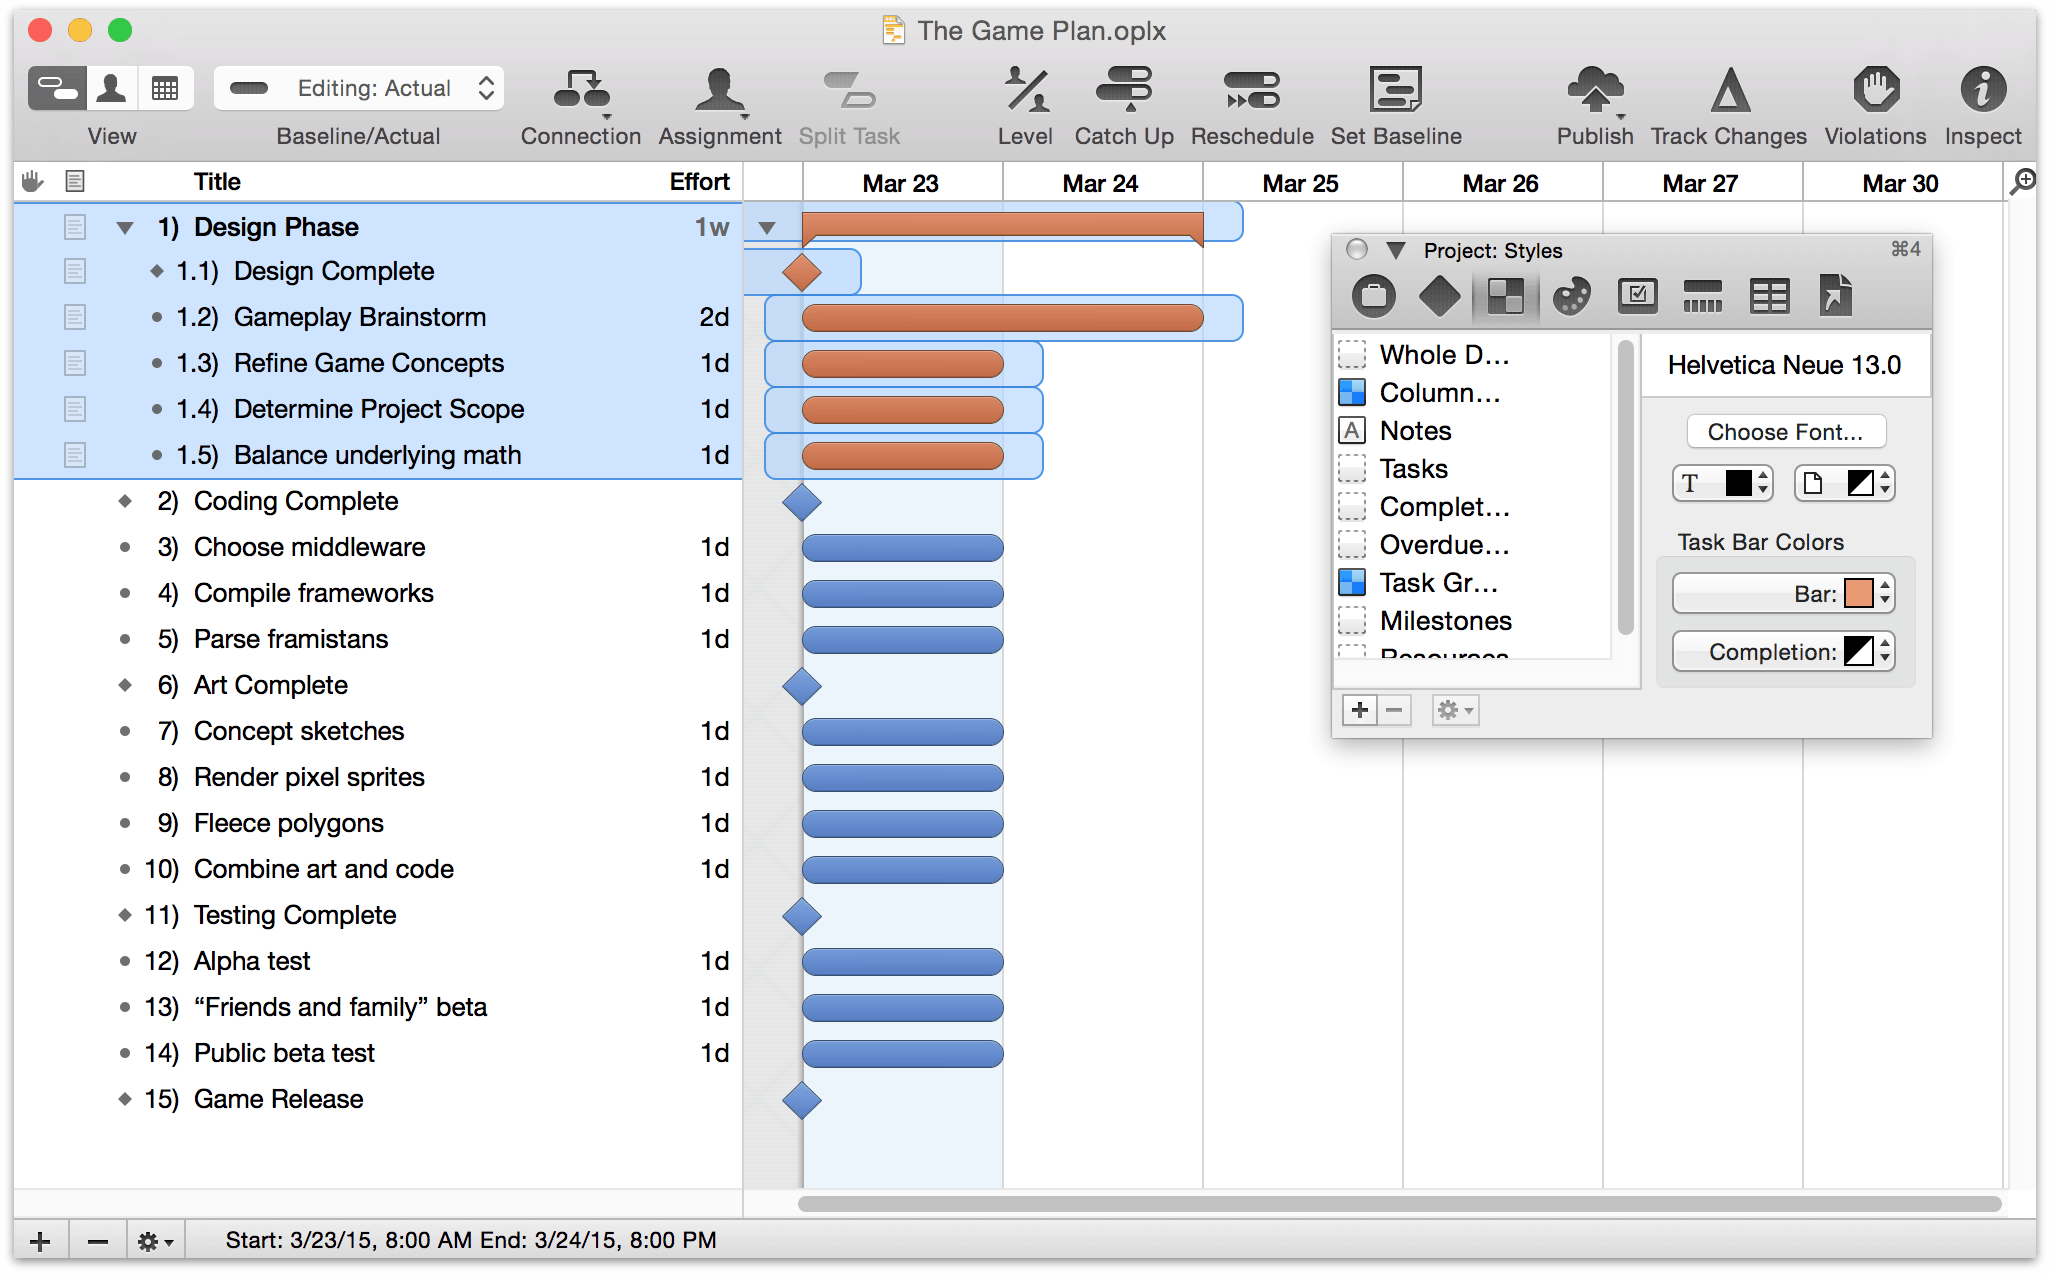 The Game Plan.oplx
Editing: Actual
View
Baseline/Actual
Connection
Assignment
Split Task
Level
Catch Up
Reschedule
Set Baseline
Publish
Track Changes
Violations
Inspect
Title Effort
Mar 23 Mar 24 Mar 25 Mar 26 Mar 27 Mar 30
1) Design Phase 1w
1.1) Design Complete
1.2) Gameplay Brainstorm 2d
1.3) Refine Game Concepts 1d
1.4) Determine Project Scope 1d
1.5) Balance underlying math 1d
2) Coding Complete
3) Choose middleware 1d
4) Compile frameworks 1d
5) Parse framistans 1d
6) Art Complete
7) Concept sketches 1d
8) Render pixel sprites 1d
9) Fleece polygons 1d
10) Combine art and code 1d
11) Testing Complete
12) Alpha test 1d
13) “Friends and family” beta 1d
14) Public beta test 1d
15) Game Release
Project: Styles ⌘4
Whole D...
Column...
A Notes
Tasks
Complet...
Overdue...
Task Gr...
Milestones
Resources
Helvetica Neue 13.0
Choose Font...
T
Task Bar Colors
Bar:
Completion:
Start: 3/23/15, 8:00 AM End: 3/24/15, 8:00 PM